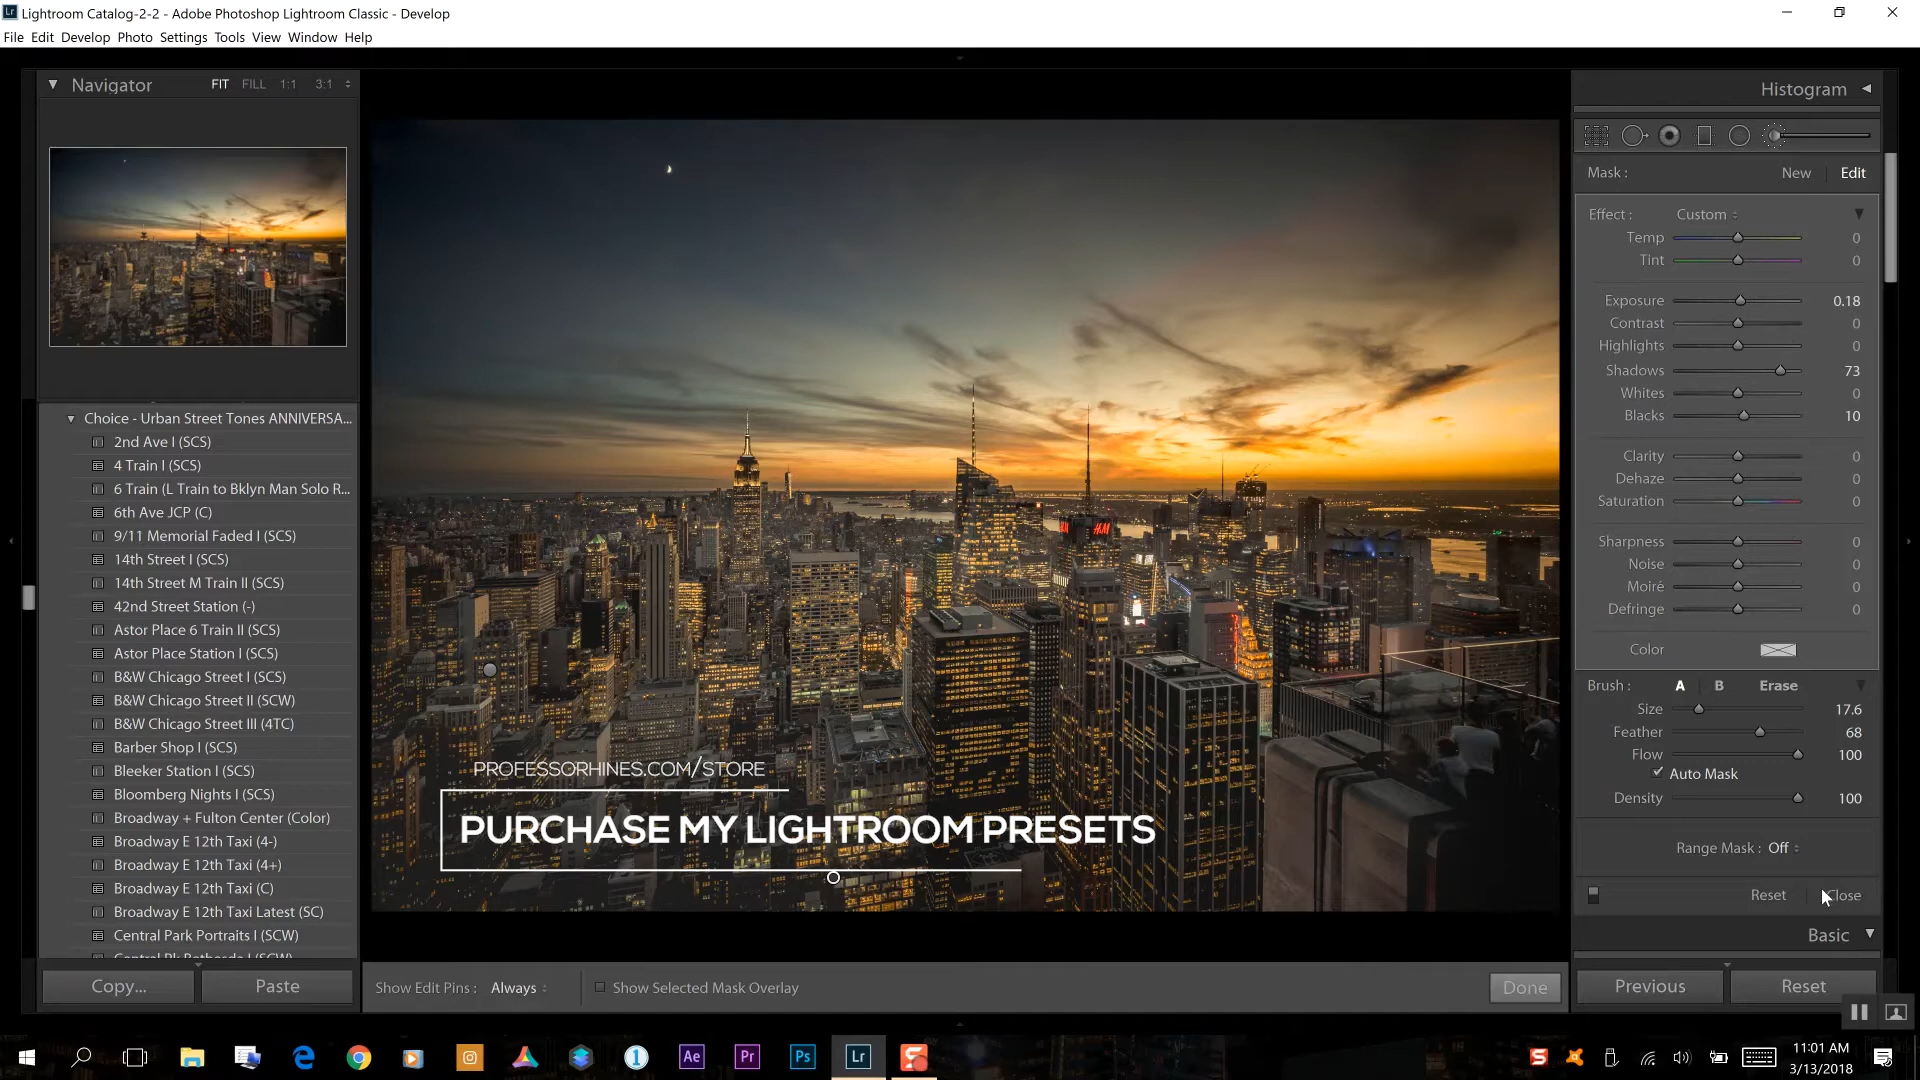 Lightroom Catalog-2-2 - Adobe Photoshop Lightroom Classic - Develop
File Edit Develop Photo Settings Tools View Window Help
Navigator FIT FILL 1:1 3:1
Choice - Urban Street Tones ANNIVERSA...
2nd Ave I (SCS)
4 Train I (SCS)
6 Train (L Train to Bklyn Man Solo R...
6th Ave JCP (C)
9/11 Memorial Faded I (SCS)
14th Street I (SCS)
14th Street M Train II (SCS)
42nd Street Station (-)
Astor Place 6 Train II (SCS)
Astor Place Station I (SCS)
B&W Chicago Street I (SCS)
B&W Chicago Street II (SCW)
B&W Chicago Street III (4TC)
Barber Shop I (SCS)
Bleeker Station I (SCS)
Bloomberg Nights I (SCS)
Broadway + Fulton Center (Color)
Broadway E 12th Taxi (4-)
Broadway E 12th Taxi (4+)
Broadway E 12th Taxi (C)
Broadway E 12th Taxi Latest (SC)
Central Park Portraits I (SCW)
Central Pk Bethesda I (SCW)
Copy... Paste
H&M
PROFESSORHINES.COM/STORE
PURCHASE MY LIGHTROOM PRESETS
Show Edit Pins : Always Show Selected Mask Overlay Done
Histogram
Mask : New Edit
Effect : Custom
Temp 0
Tint 0
Exposure 0.18
Contrast 0
Highlights 0
Shadows 73
Whites 0
Blacks 10
Clarity 0
Dehaze 0
Saturation 0
Sharpness 0
Noise 0
Moiré 0
Defringe 0
Color
Brush : A B Erase
Size 17.6
Feather 68
Flow 100
Auto Mask
Density 100
Range Mask : Off
Reset Close
Basic
Previous Reset
Ae Pr Ps Lr
11:01 AM
3/13/2018